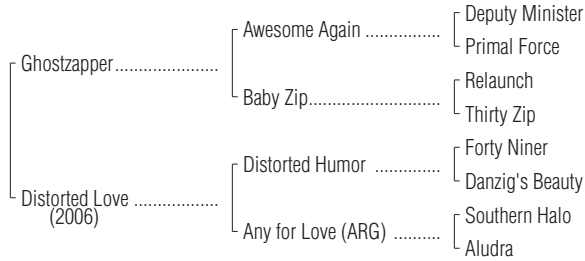 Deputy Minister
Awesome Again ................
Primal Force
Ghostzapper......................
Relaunch
Baby Zip............................
Thirty Zip
Forty Niner
Distorted Humor ................
Danzig's Beauty
Distorted Love ..................
(2006)
Southern Halo
Any for Love (ARG) ..........
Aludra